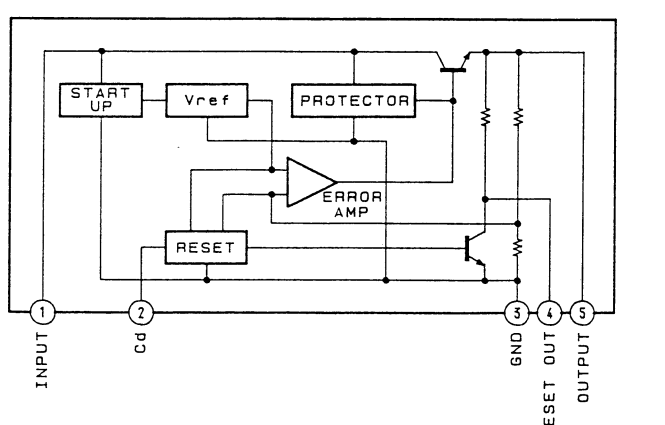 START
UP
Vref
PROTECTOR
ERROR
AMP
RESET
1
2
3
4
5
INPUT
Cd
GND
ESET OUT
OUTPUT